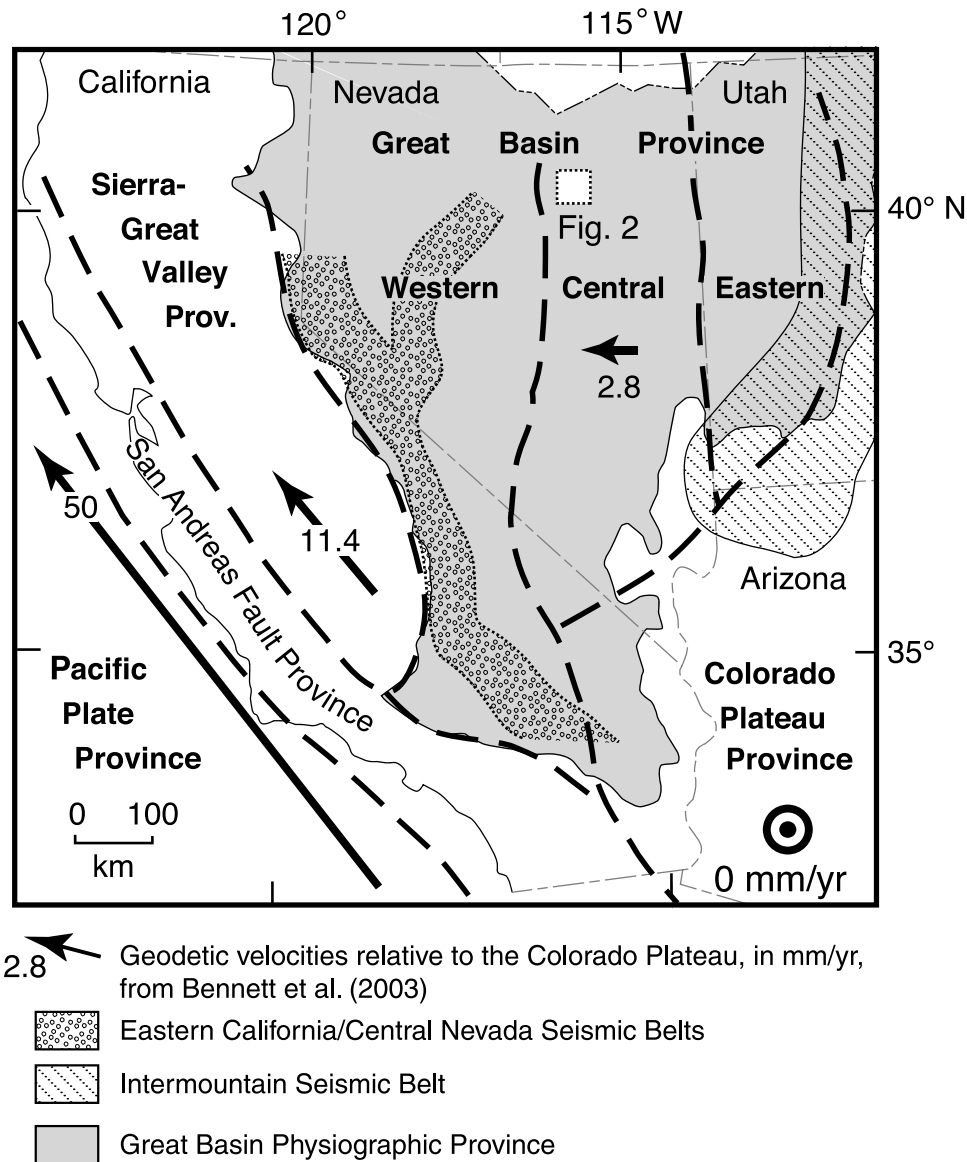 120°
115° W
California
Nevada
Utah
Great Basin Province
Sierra-
Great
Valley
Prov.
40° N
Fig. 2
Western Central Eastern
2.8
San Andreas Fault Province
50
11.4
Arizona
35°
Pacific
Plate
Province
Colorado
Plateau
Province
0 100
km
0 mm/yr
2.8
Geodetic velocities relative to the Colorado Plateau, in mm/yr,
from Bennett et al. (2003)
Eastern California/Central Nevada Seismic Belts
Intermountain Seismic Belt
Great Basin Physiographic Province